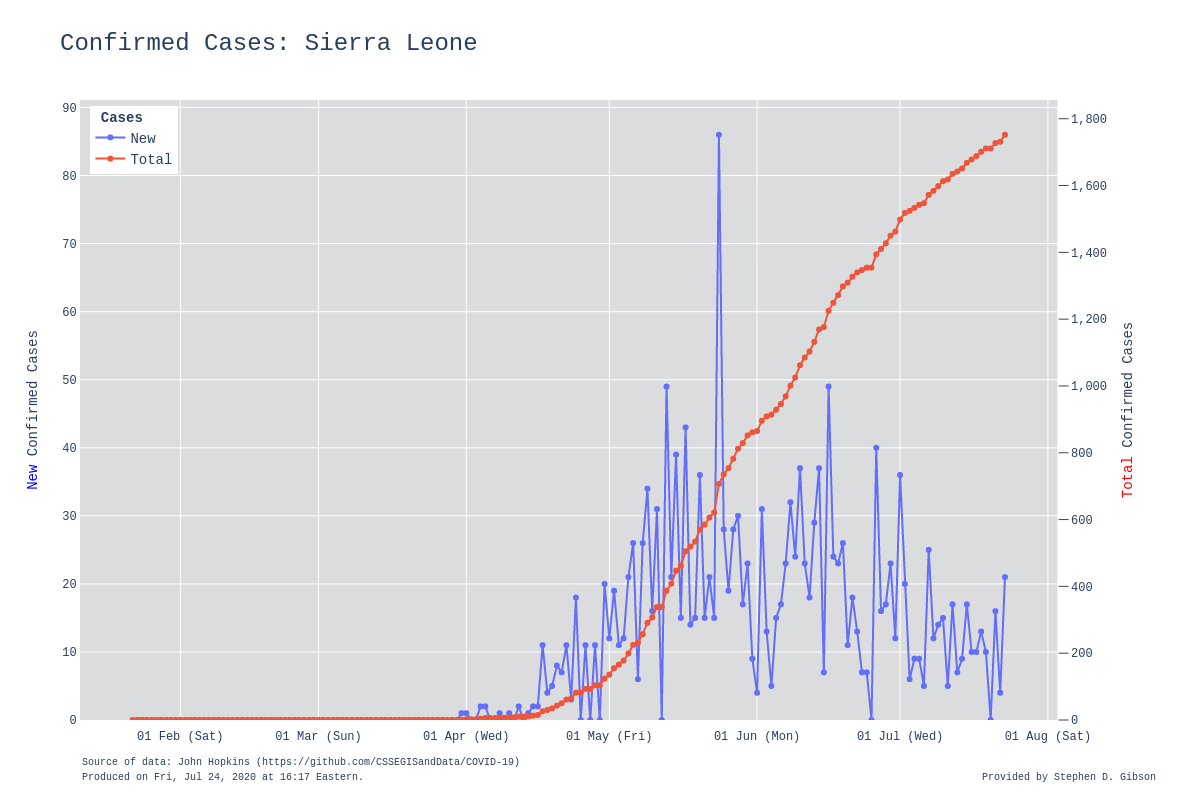 Confirmed Cases: Sierra Leone
Cases
New
Total
90
80
70
60
50
40
30
20
10
0
New Confirmed Cases
1,800
1,600
1,400
1,200
1,000
800
600
400
200
0
Total Confirmed Cases
01 Feb (Sat) 01 Mar (Sun) 01 Apr (Wed) 01 May (Fri) 01 Jun (Mon) 01 Jul (Wed) 01 Aug (Sat)
Source of data: John Hopkins (https://github.com/CSSEGISandData/COVID-19)
Produced on Fri, Jul 24, 2020 at 16:17 Eastern.
Provided by Stephen D. Gibson